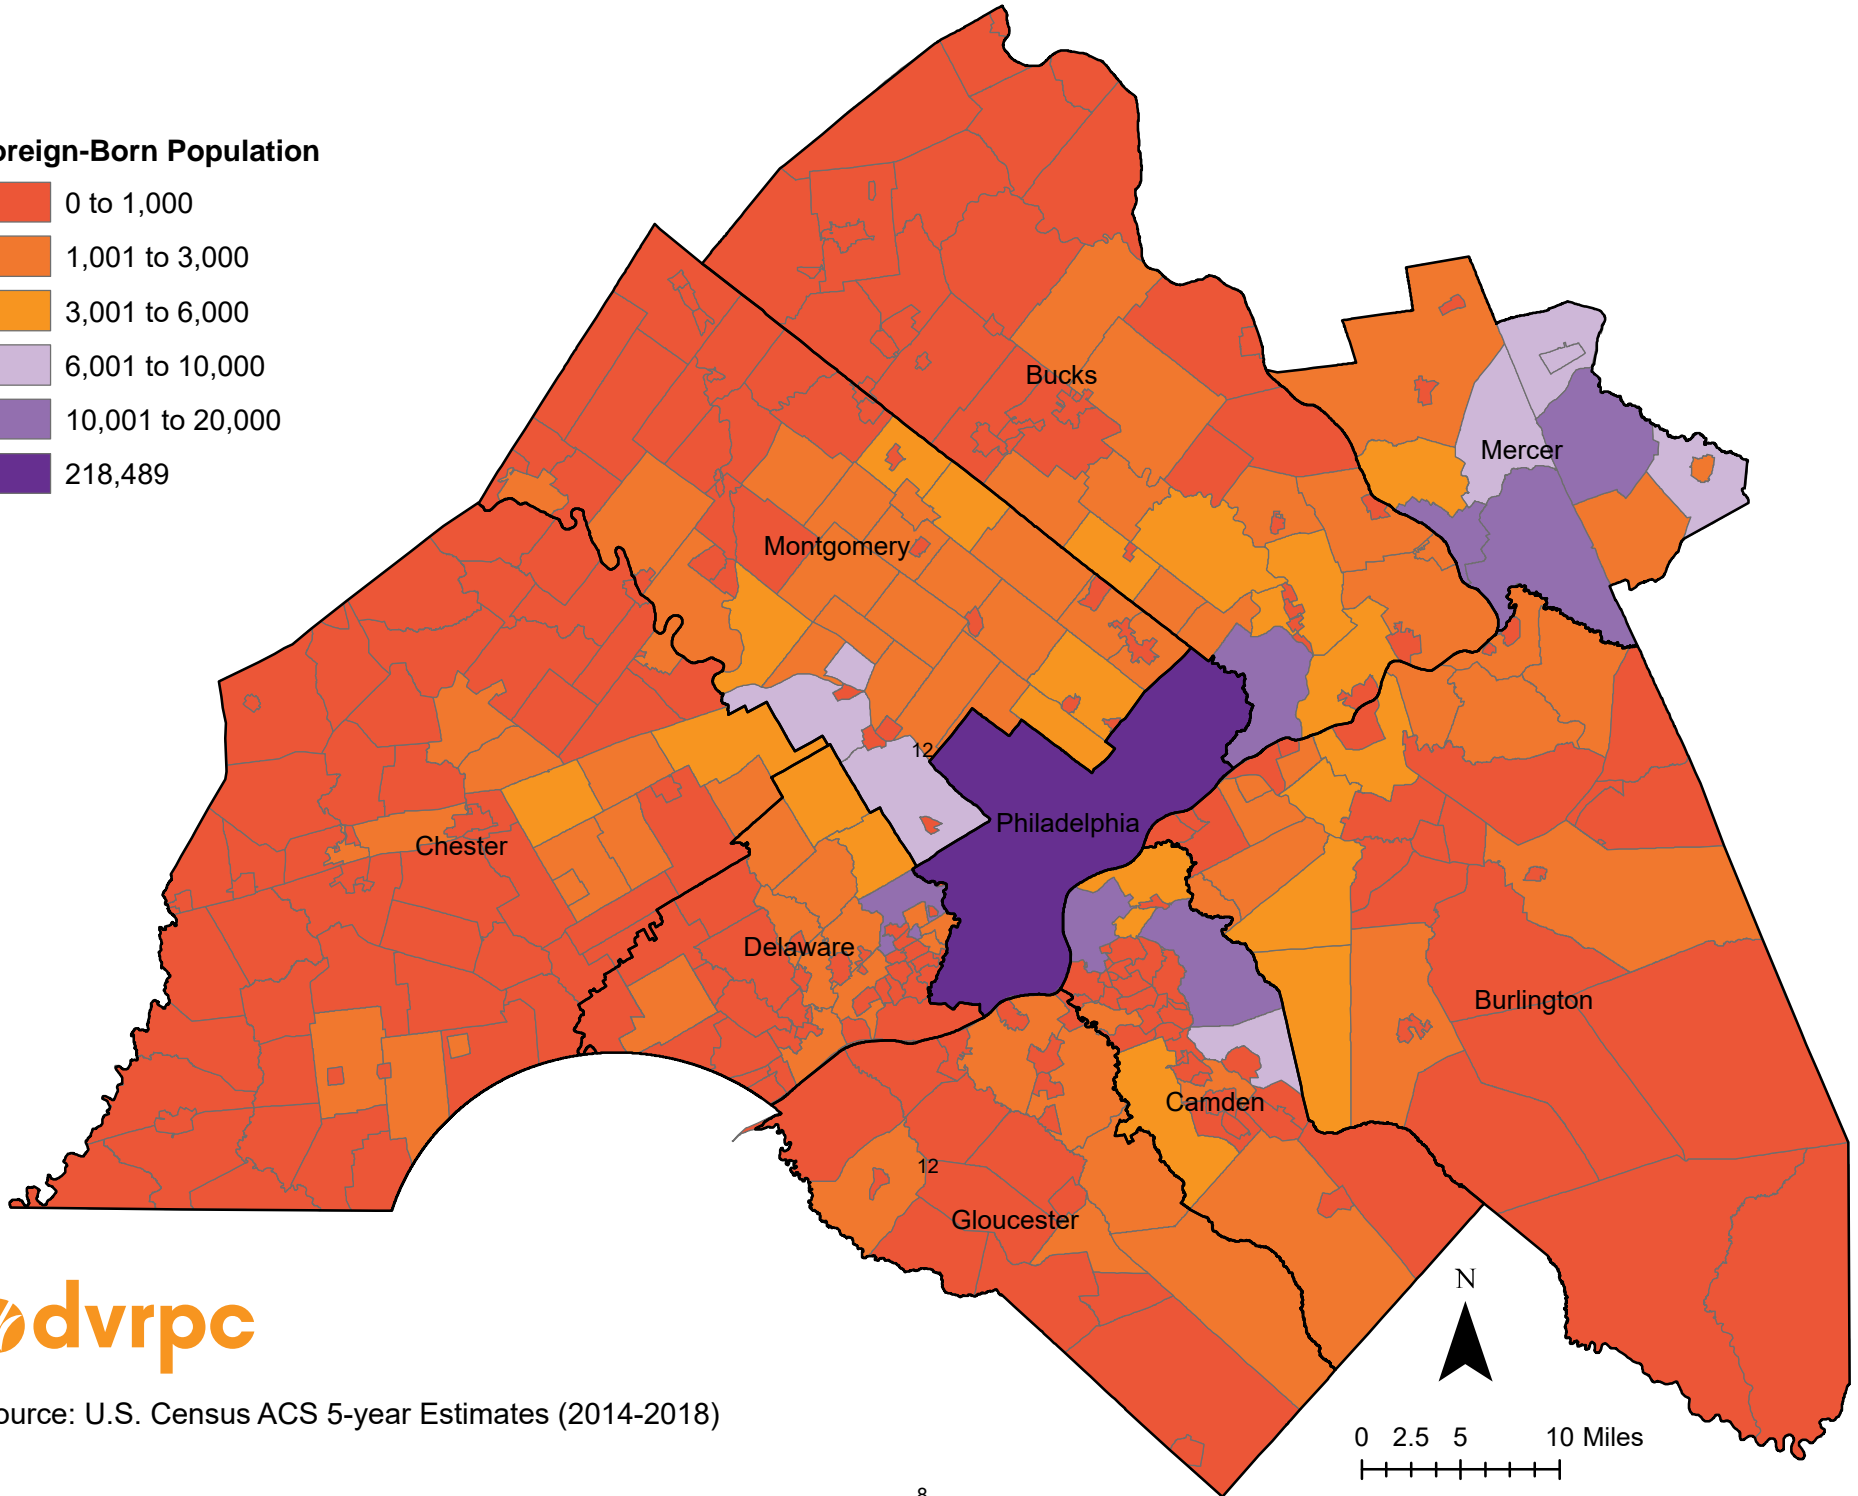 oreign-Born Population
0 to 1,000
1,001 to 3,000
3,001 to 6,000
6,001 to 10,000
10,001 to 20,000
218,489
Bucks
Mercer
Montgomery
12
Philadelphia
Chester
Delaware
Burlington
Camden
12
Gloucester
N
dvrpc
ource: U.S. Census ACS 5-year Estimates (2014-2018)
0 2.5 5 10 Miles
8